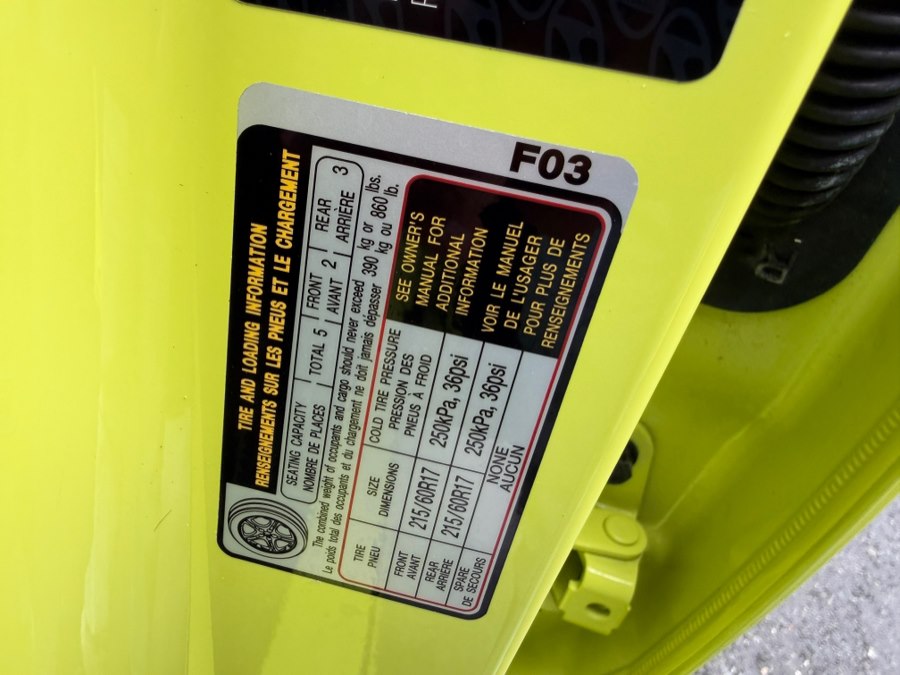 F03
TIRE AND LOADING INFORMATION
RENSEIGNEMENTS SUR LES PNEUS ET LE CHARGEMENT
SEATING CAPACITY TOTAL 5 FRONT 2 REAR 3
NOMBRE DE PLACES AVANT ARRIÈRE
The combined weight of occupants and cargo should never exceed 390 kg or 860 lbs.
Le poids total des occupants et du chargement ne doit jamais dépasser 390 kg ou 860 lb.
TIRE SIZE COLD TIRE PRESSURE
PNEU DIMENSIONS PRESSION DES
PNEUS À FROID
FRONT 215/60R17 250kPa, 36psi
AVANT
REAR 215/60R17 250kPa, 36psi
ARRIÈRE
SPARE NONE
DE SECOURS AUCUN
SEE OWNER'S
MANUAL FOR
ADDITIONAL
INFORMATION
VOIR LE MANUEL
DE L'USAGER
POUR PLUS DE
RENSEIGNEMENTS